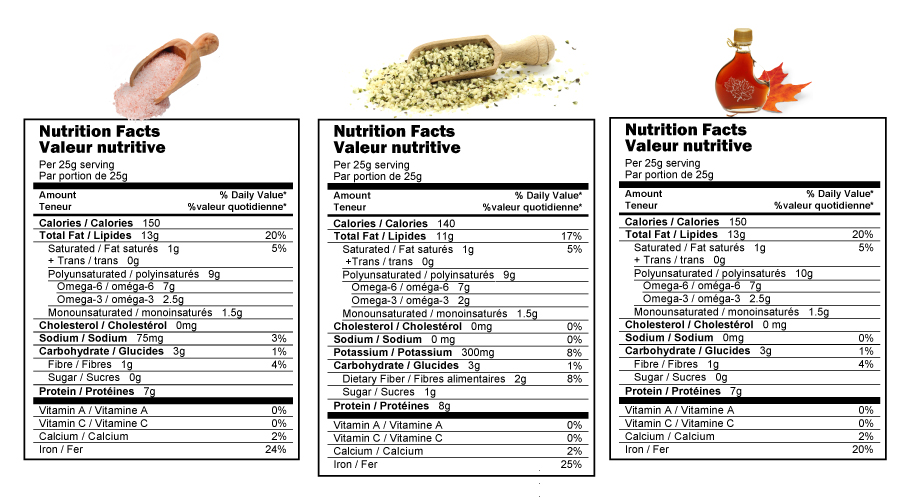 Nutrition Facts
Valeur nutritive
Per 25g serving
Par portion de 25g
Amount % Daily Value*
Teneur %valeur quotidienne*
Calories / Calories 150
Total Fat / Lipides 13g 20%
Saturated / Fat saturés 1g 5%
+ Trans / trans 0g
Polyunsaturated / polyinsaturés 9g
Omega-6 / oméga-6 7g
Omega-3 / oméga-3 2.5g
Monounsaturated / monoinsaturés 1.5g
Cholesterol / Cholestérol 0mg
Sodium / Sodium 75mg 3%
Carbohydrate / Glucides 3g 1%
Fibre / Fibres 1g 4%
Sugar / Sucres 0g
Protein / Protéines 7g
Vitamin A / Vitamine A 0%
Vitamin C / Vitamine C 0%
Calcium / Calcium 2%
Iron / Fer 24%
Nutrition Facts
Valeur nutritive
Per 25g serving
Par portion de 25g
Amount % Daily Value*
Teneur %valeur quotidienne*
Calories / Calories 140
Total Fat / Lipides 11g 17%
Saturated / Fat saturés 1g 5%
+Trans / trans 0g
Polyunsaturated / polyinsaturés 9g
Omega-6 / oméga-6 7g
Omega-3 / oméga-3 2g
Monounsaturated / monoinsaturés 1.5g
Cholesterol / Cholestérol 0mg 0%
Sodium / Sodium 0 mg 0%
Potassium / Potassium 300mg 8%
Carbohydrate / Glucides 3g 1%
Dietary Fiber / Fibres alimentaires 2g 8%
Sugar / Sucres 1g
Protein / Protéines 8g
Vitamin A / Vitamine A 0%
Vitamin C / Vitamine C 0%
Calcium / Calcium 2%
Iron / Fer 25%
Nutrition Facts
Valeur nutritive
Per 25g serving
Par portion de 25g
Amount % Daily Value*
Teneur %valeur quotidienne*
Calories / Calories 150
Total Fat / Lipides 13g 20%
Saturated / Fat saturés 1g 5%
+ Trans / trans 0g
Polyunsaturated / polyinsaturés 10g
Omega-6 / oméga-6 7g
Omega-3 / oméga-3 2.5g
Monounsaturated / monoinsaturés 1.5g
Cholesterol / Cholestérol 0 mg
Sodium / Sodium 0mg 0%
Carbohydrate / Glucides 3g 1%
Fibre / Fibres 1g 4%
Sugar / Sucres 0g
Protein / Protéines 7g
Vitamin A / Vitamine A 0%
Vitamin C / Vitamine C 0%
Calcium / Calcium 2%
Iron / Fer 20%